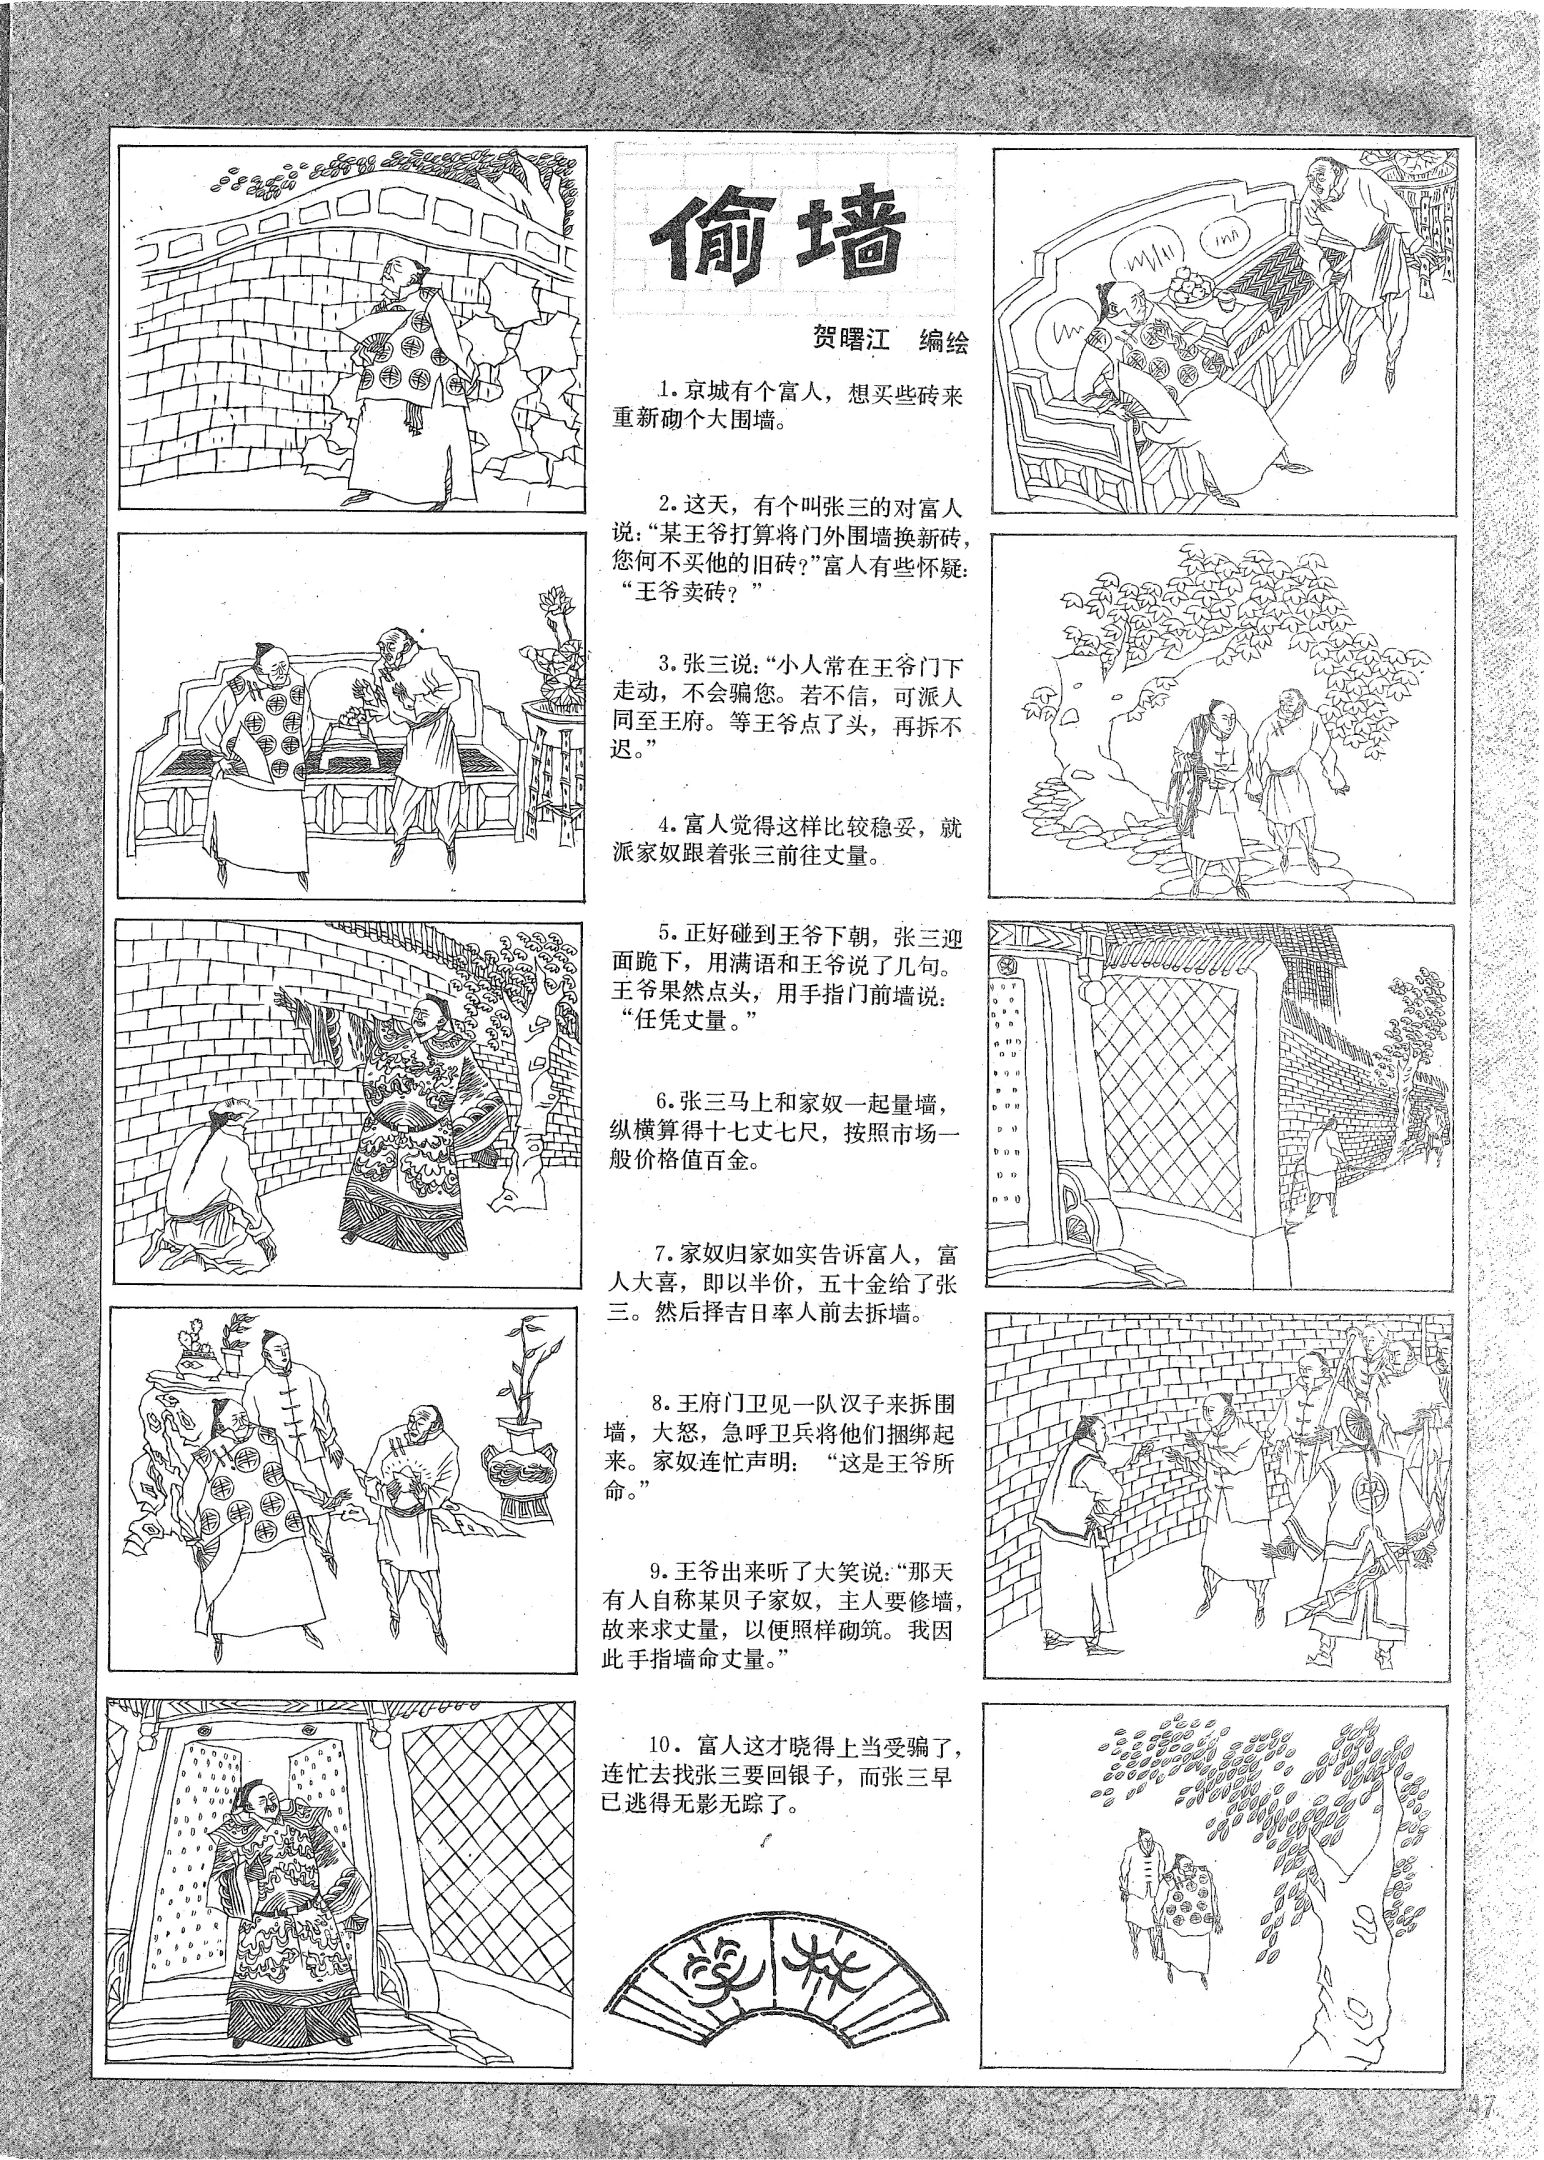 偷墙
贺曙江　编绘
1.京城有个富人，想买些砖来
重新砌个大围墙。
2.这天，有个叫张三的对富人
说：“某王爷打算将门外围墙换新砖，
您何不买他的旧砖？”富人有些怀疑：
“王爷卖砖？”
3.张三说：“小人常在王爷门下
走动，不会骗您。若不信，可派人
同至王府。等王爷点了头，再拆不
迟。”
4.富人觉得这样比较稳妥，就
派家奴跟着张三前往丈量。
5.正好碰到王爷下朝，张三迎
面跪下，用满语和王爷说了几句。
王爷果然点头，用手指门前墙说：
“任凭丈量。”
6.张三马上和家奴一起量墙，
纵横算得十七丈七尺，按照市场一
般价格值百金。
7.家奴归家如实告诉富人，富
人大喜，即以半价，五十金给了张
三。然后择吉日率人前去拆墙。
8.王府门卫见一队汉子来拆围
墙，大怒，急呼卫兵将他们捆绑起
来。家奴连忙声明：“这是王爷所
命。”
9.王爷出来听了大笑说：“那天
有人自称某贝子家奴，主人要修墙，
故来求丈量，以便照样砌筑。我因
此手指墙命丈量。”
10.富人这才晓得上当受骗了，
连忙去找张三要回银子，而张三早
已逃得无影无踪了。
笑林
47